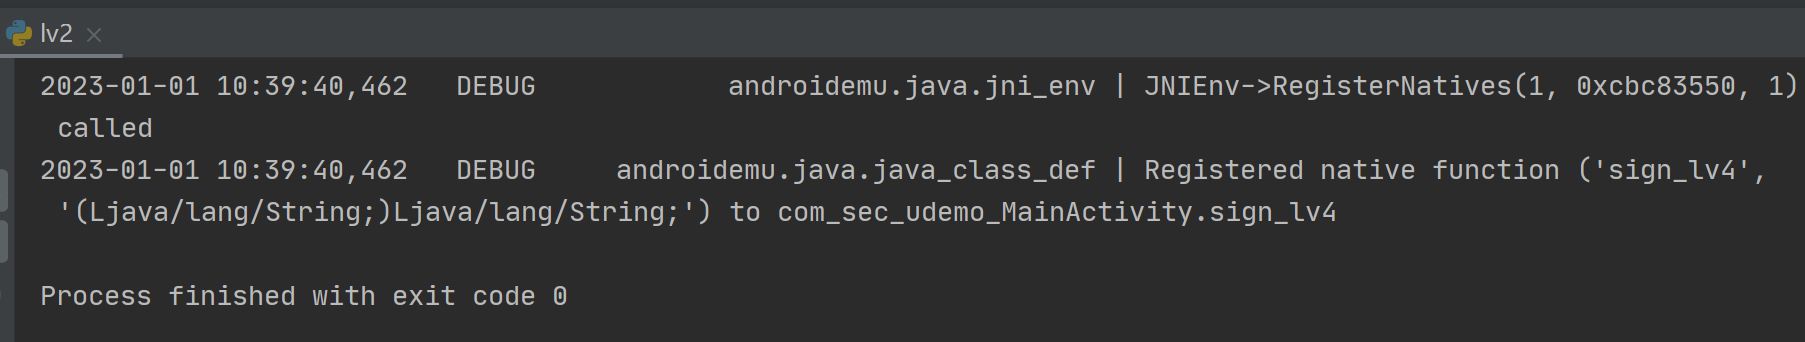 lv2
2023-01-01 10:39:40,462   DEBUG            androidemu.java.jni_env | JNIEnv->RegisterNatives(1, 0xcbc83550, 1)
called
2023-01-01 10:39:40,462   DEBUG     androidemu.java.java_class_def | Registered native function ('sign_lv4',
'(Ljava/lang/String;)Ljava/lang/String;') to com_sec_udemo_MainActivity.sign_lv4
Process finished with exit code 0